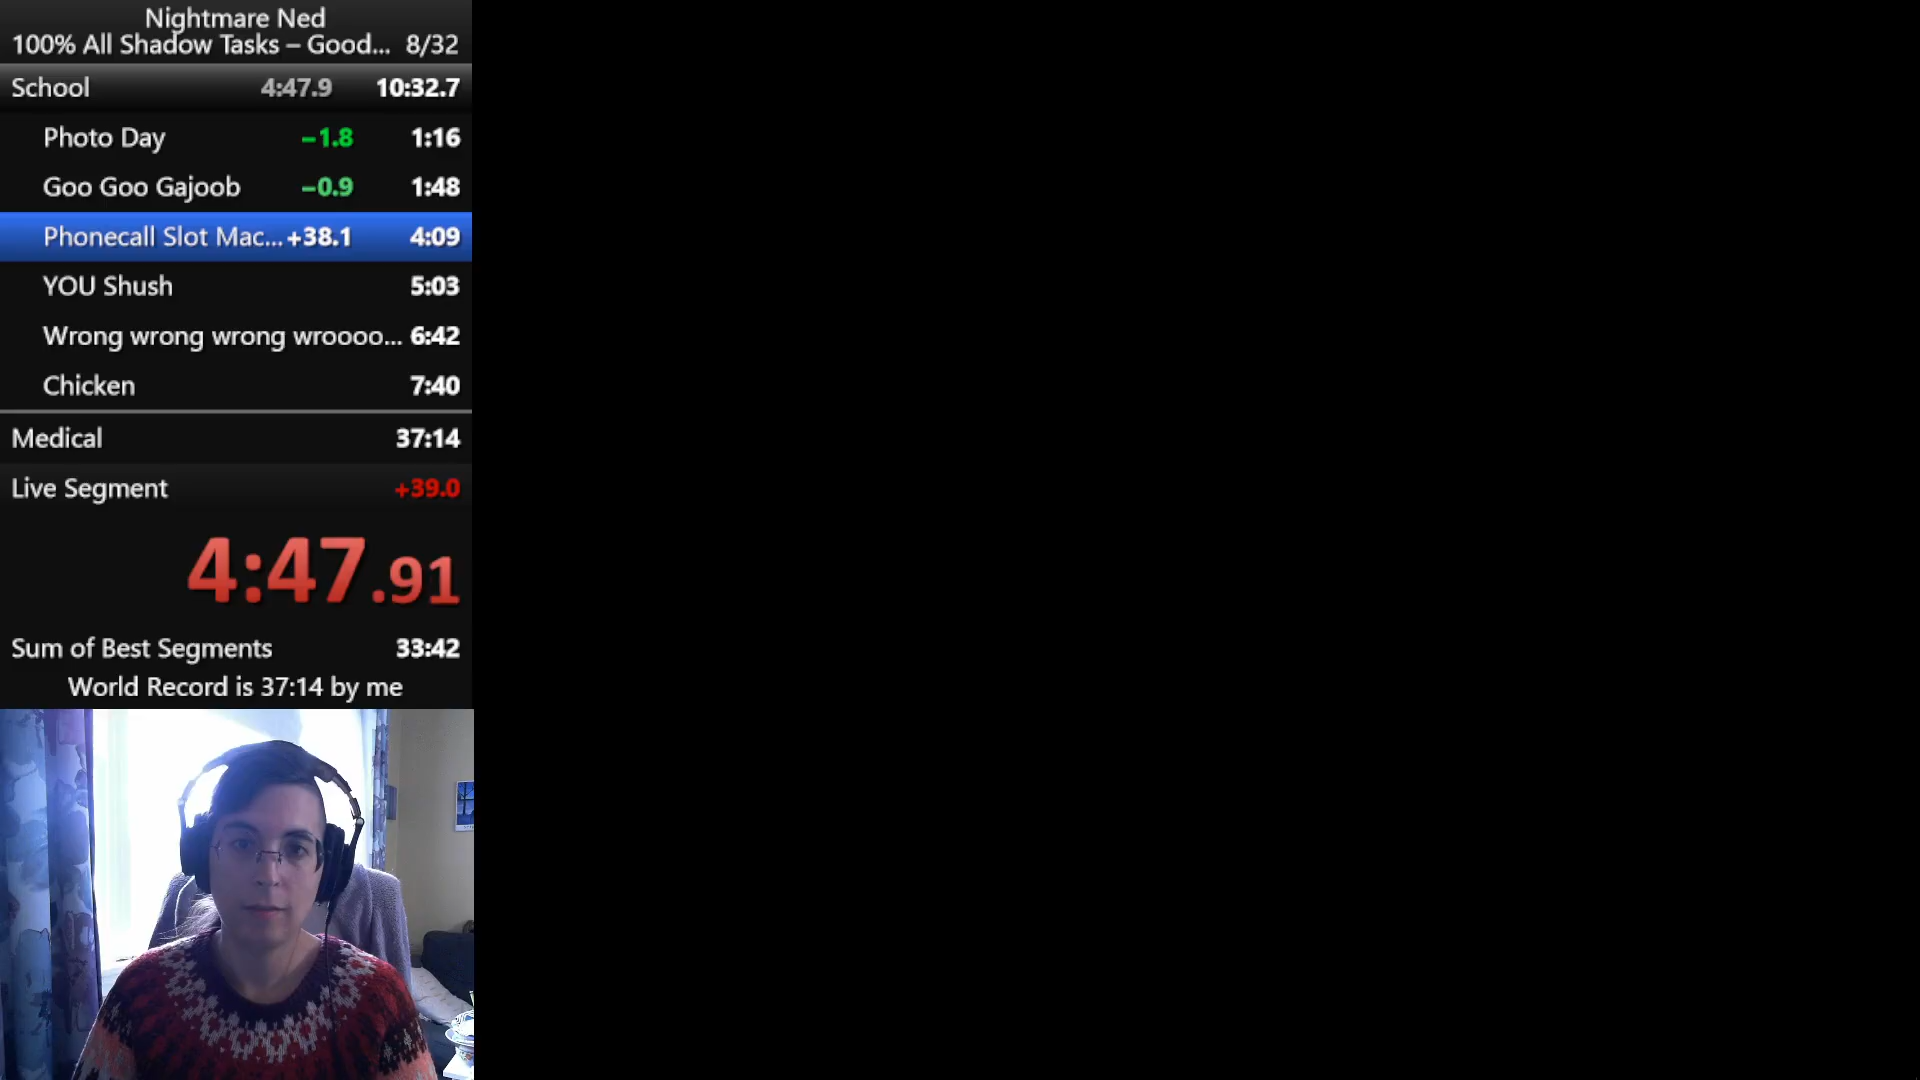 Nightmare Ned
100% All Shadow Tasks – Good... 8/32
School 4:47.9 10:32.7
Photo Day −1.8 1:16
Goo Goo Gajoob −0.9 1:48
Phonecall Slot Mac... +38.1 4:09
YOU Shush 5:03
Wrong wrong wrong wroooo... 6:42
Chicken 7:40
Medical 37:14
Live Segment +39.0
4:47.91
Sum of Best Segments 33:42
World Record is 37:14 by me